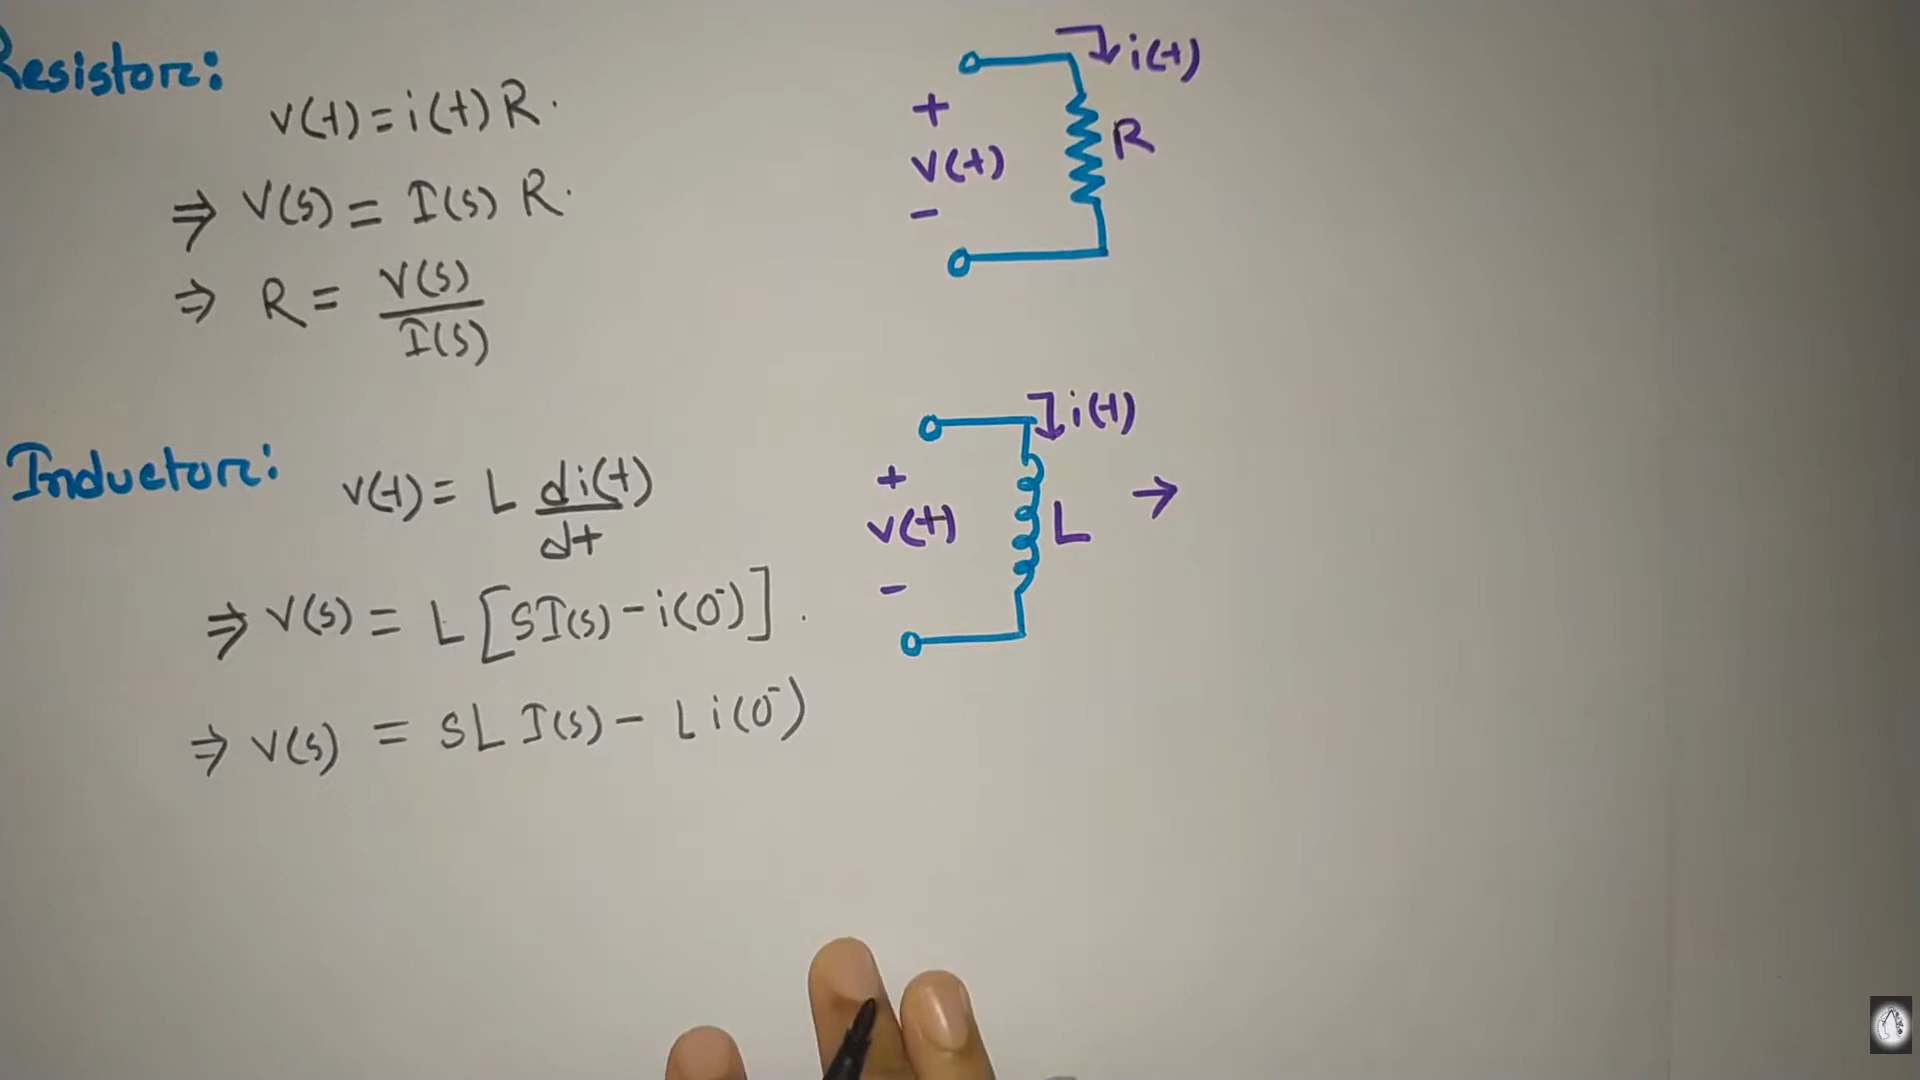 Resistor:
v(t) = i(t) R.
⇒ V(s) = I(s) R.
⇒ R = V(s)/I(s)
i(t)
+
v(t)
R
-
Inductor:
v(t) = L di(t)/dt
⇒ V(s) = L [SI(s) - i(0⁻)].
⇒ V(s) = SL I(s) - L i(0⁻)
i(t)
+
v(t)
L
→
-